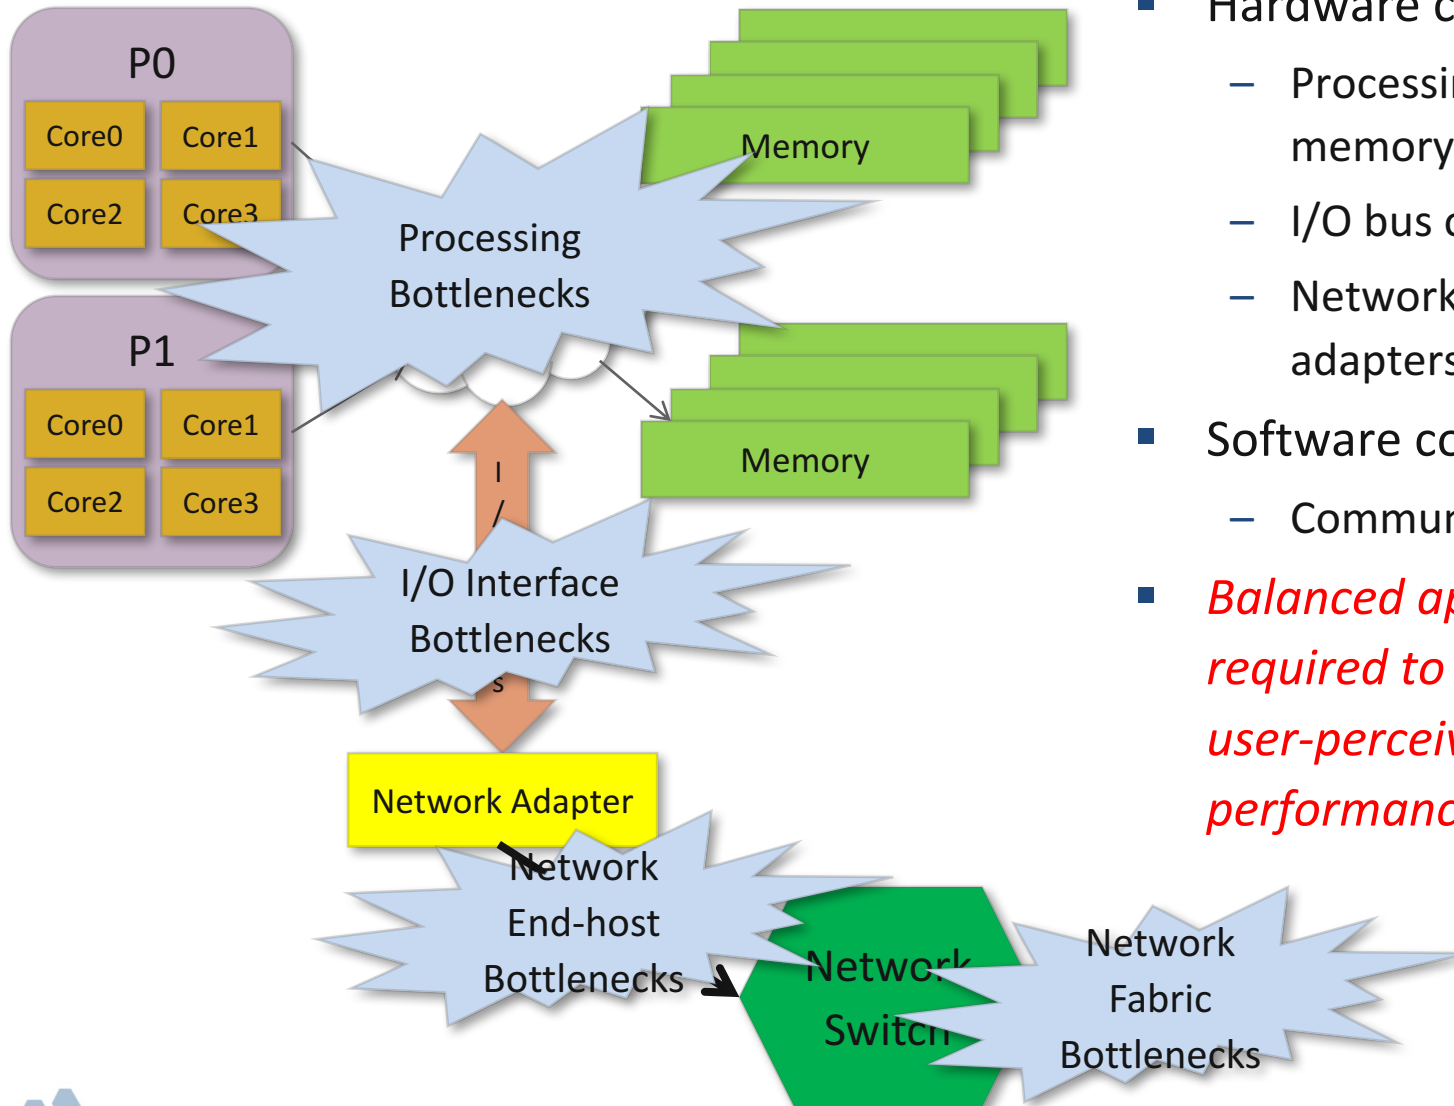 P0
Core0
Core1
Core2
Core3
P1
Core0
Core1
Core2
Core3
Memory
Memory
Processing
Bottlenecks
I
/
s
I/O Interface
Bottlenecks
Network Adapter
Network
End-host
Bottlenecks
Network
Switch
Network
Fabric
Bottlenecks
Hardware c
– Processi
memory
– I/O bus
– Network
adapters
Software co
– Commu
Balanced a
required to
user-percei
performanc